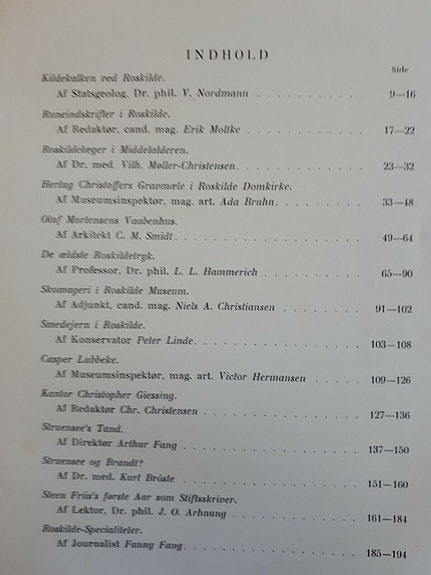 INDHOLD
Side
Kildekalken ved Roskilde.
Af Statsgeolog, Dr. phil. V. Nordmann . . . . . . . . . . . 9—16
Runeindskrifter i Roskilde.
Af Redaktør, cand. mag. Erik Moltke . . . . . . . . . . . 17—22
Roskildelæger i Middelalderen.
Af Dr. med. Vilh. Møller-Christensen . . . . . . . . . . . 23—32
Hertug Christoffers Gravmæle i Roskilde Domkirke.
Af Museumsinspektør, mag. art. Ada Bruhn . . . . . . . . 33—48
Oluf Mortensens Vaabenhus.
Af Arkitekt C. M. Smidt . . . . . . . . . . . . . . . . 49—64
De ældste Roskildetryk.
Af Professor, Dr. phil. L. L. Hammerich . . . . . . . . . . 65—90
Skomageri i Roskilde Museum.
Af Adjunkt, cand. mag. Niels A. Christiansen . . . . . . . 91—102
Smedejern i Roskilde.
Af Konservator Peter Linde . . . . . . . . . . . . . . 103—108
Casper Lübbeke.
Af Museumsinspektør, mag. art. Victor Hermansen . . . . . 109—126
Kantor Christopher Giessing.
Af Redaktør Chr. Christensen . . . . . . . . . . . . . 127—136
Struensee's Tand.
Af Direktør Arthur Fang . . . . . . . . . . . . . . . 137—150
Struensee og Brandt?
Af Dr. med. Kurt Brøste . . . . . . . . . . . . . . . 151—160
Steen Friis's første Aar som Stiftsskriver.
Af Lektor, Dr. phil. J. O. Arhnung . . . . . . . . . . . 161—184
Roskilde-Specialiteter.
Af Journalist Fanny Fang . . . . . . . . . . . . . . 185—194